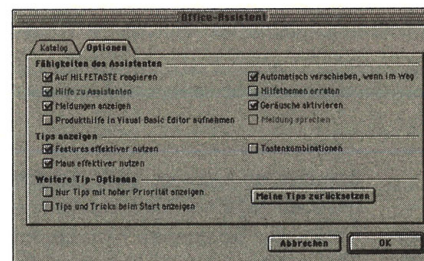 Office-Assistent
Katalog Optionen
Fähigkeiten des Assistenten
Auf HILFETASTE reagieren
Automatisch verschieben, wenn im Weg
Hilfe zu Assistenten
Hilfethemen erraten
Meldungen anzeigen
Geräusche aktivieren
Produkthilfe in Visual Basic Editor aufnehmen
Meldung sprechen
Tips anzeigen
Features effektiver nutzen
Tastenkombinationen
Maus effektiver nutzen
Weitere Tip-Optionen
Nur Tips mit hoher Priorität anzeigen
Meine Tips zurücksetzen
Tips und Tricks beim Start anzeigen
Abbrechen
OK